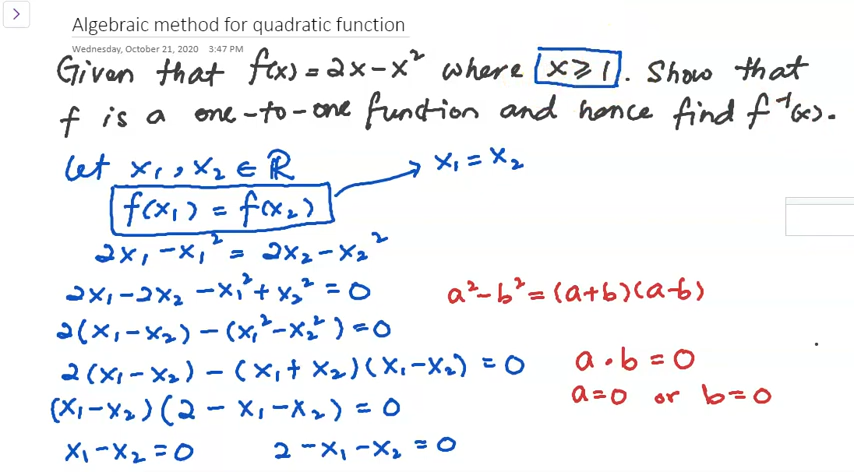 Algebraic method for quadratic function
Wednesday, October 21, 2020 3:47 PM
Given that f(x) = 2x - x² where x ⩾ 1. Show that
f is a one-to-one function and hence find f⁻¹(x).
Let x₁, x₂ ∈ ℝ
f(x₁) = f(x₂) → x₁ = x₂
2x₁ - x₁² = 2x₂ - x₂²
2x₁ - 2x₂ - x₁² + x₂² = 0
a² - b² = (a+b)(a-b)
2(x₁ - x₂) - (x₁² - x₂²) = 0
2(x₁ - x₂) - (x₁ + x₂)(x₁ - x₂) = 0
a · b = 0
a = 0 or b = 0
(x₁ - x₂)(2 - x₁ - x₂) = 0
x₁ - x₂ = 0 2 - x₁ - x₂ = 0